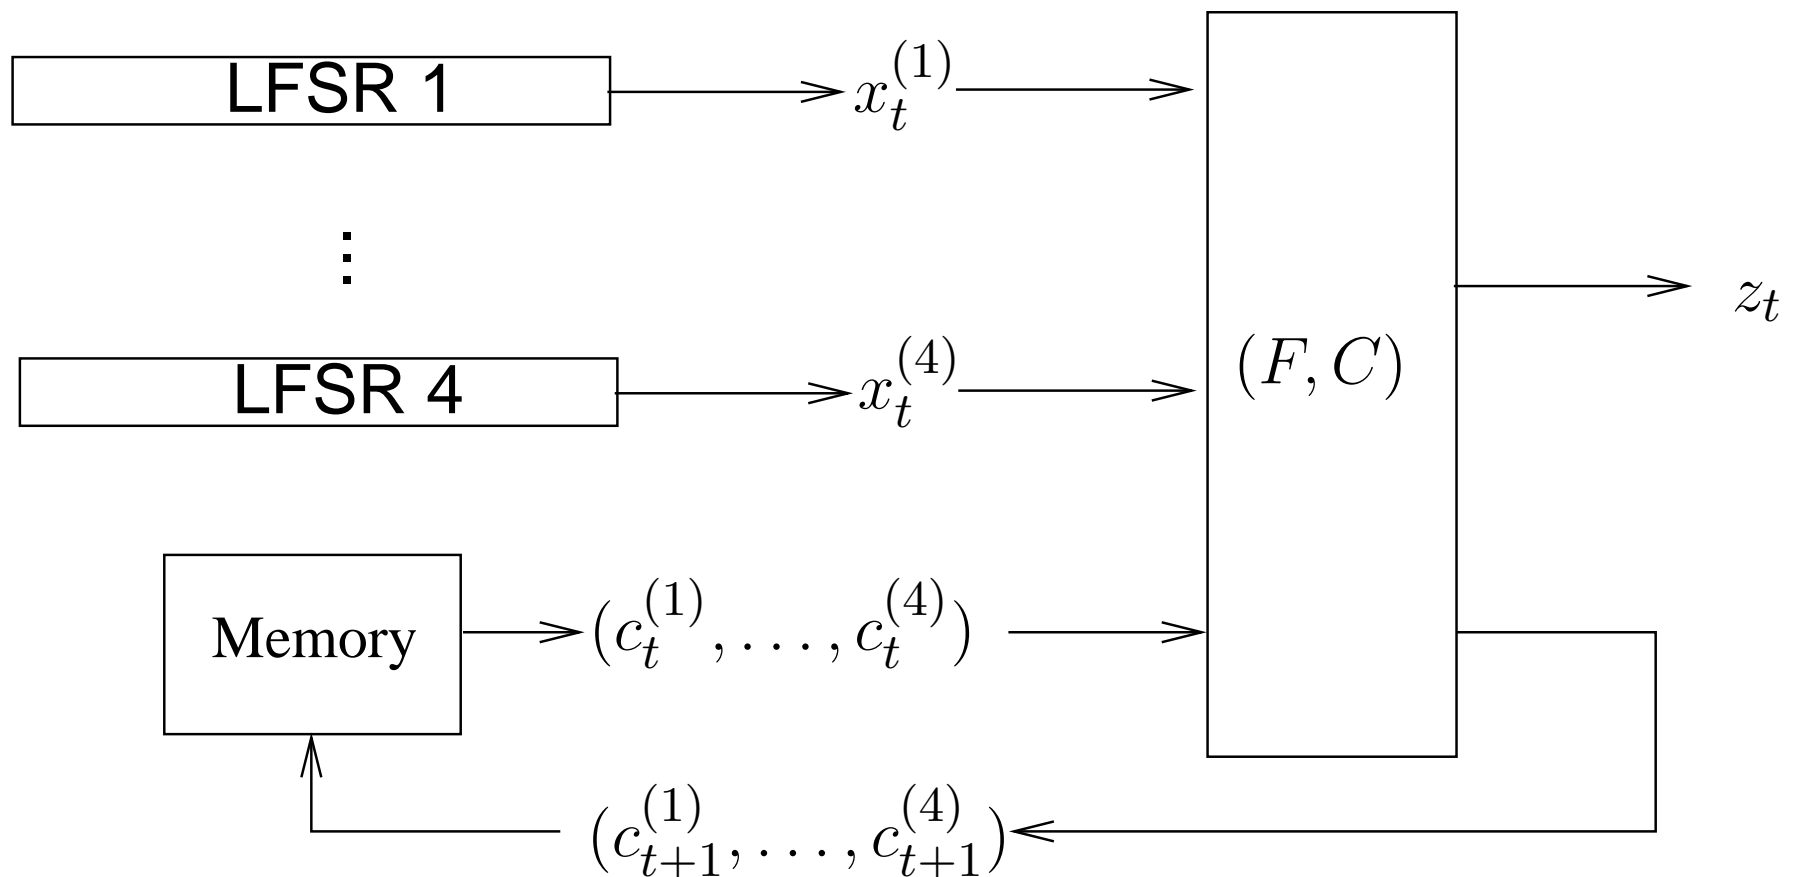 LFSR 1
x_t^{(1)}
⋮
LFSR 4
x_t^{(4)}
(F, C)
z_t
Memory
(c_t^{(1)}, . . . , c_t^{(4)})
(c_{t+1}^{(1)}, . . . , c_{t+1}^{(4)})